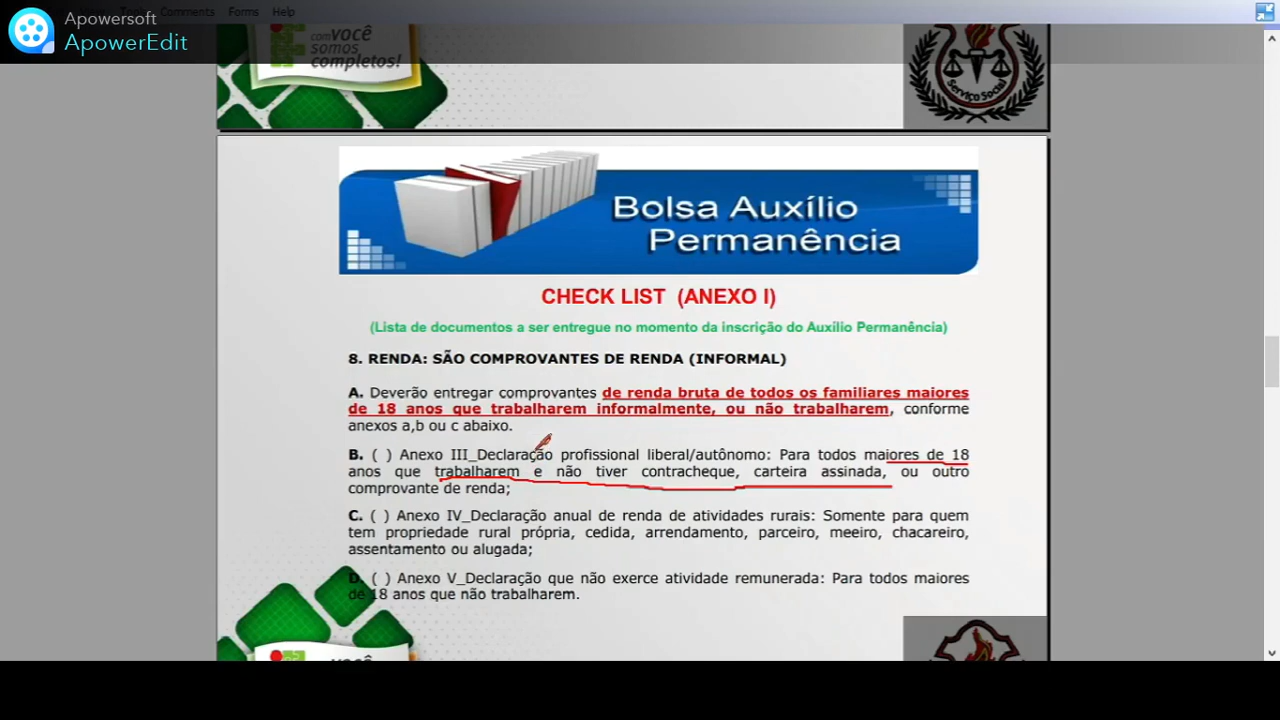 View Tools Comments Forms Help
Apowersoft
ApowerEdit
com VOCÊ
somos
completos!
Serviço Social
Bolsa Auxílio
Permanência
CHECK LIST (ANEXO I)
(Lista de documentos a ser entregue no momento da inscrição do Auxílio Permanência)
8. RENDA: SÃO COMPROVANTES DE RENDA (INFORMAL)
A. Deverão entregar comprovantes de renda bruta de todos os familiares maiores
de 18 anos que trabalharem informalmente, ou não trabalharem, conforme
anexos a,b ou c abaixo.
B. ( ) Anexo III_Declaração profissional liberal/autônomo: Para todos maiores de 18
anos que trabalharem e não tiver contracheque, carteira assinada, ou outro
comprovante de renda;
C. ( ) Anexo IV_Declaração anual de renda de atividades rurais: Somente para quem
tem propriedade rural própria, cedida, arrendamento, parceiro, meeiro, chacareiro,
assentamento ou alugada;
D. ( ) Anexo V_Declaração que não exerce atividade remunerada: Para todos maiores
de 18 anos que não trabalharem.